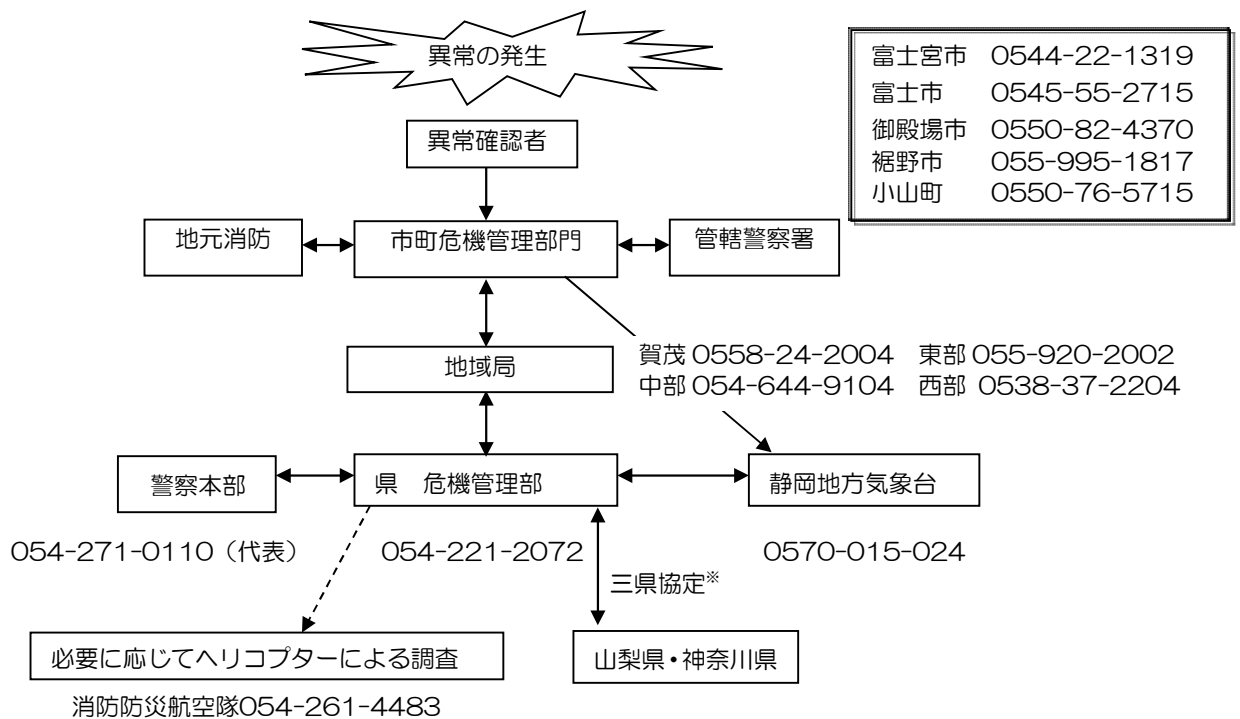 異常の発生
富士宮市 0544-22-1319
富士市 0545-55-2715
御殿場市 0550-82-4370
裾野市 055-995-1817
小山町 0550-76-5715
異常確認者
地元消防
市町危機管理部門
管轄警察署
地域局
賀茂 0558-24-2004 東部 055-920-2002
中部 054-644-9104 西部 0538-37-2204
警察本部
県 危機管理部
静岡地方気象台
054-271-0110（代表）
054-221-2072
0570-015-024
三県協定※
必要に応じてヘリコプターによる調査
山梨県・神奈川県
消防防災航空隊054-261-4483